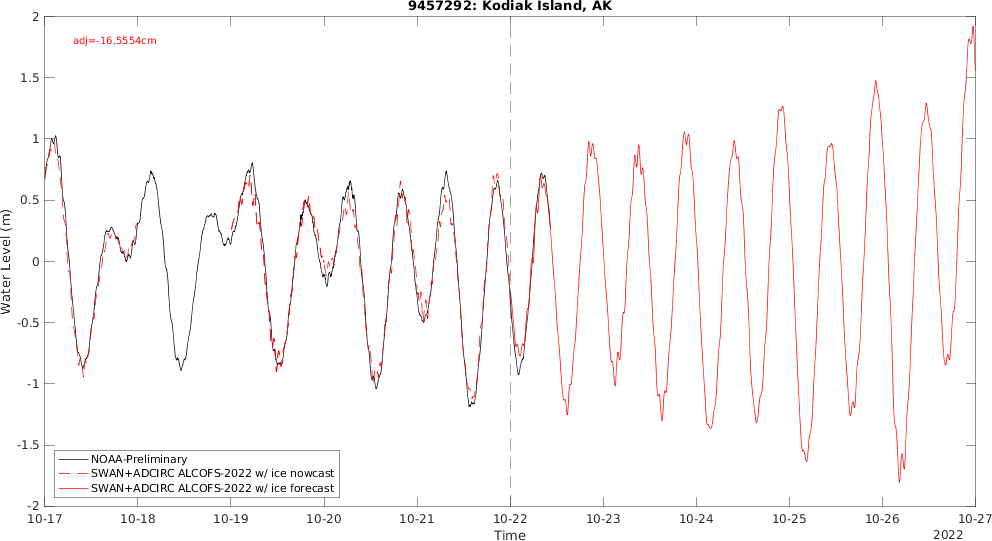 9457292: Kodiak Island, AK
adj=-16.5554cm
Water Level (m)
2
1.5
1
0.5
0
-0.5
-1
-1.5
-2
NOAA-Preliminary
SWAN+ADCIRC ALCOFS-2022 w/ ice nowcast
SWAN+ADCIRC ALCOFS-2022 w/ ice forecast
10-17 10-18 10-19 10-20 10-21 10-22 10-23 10-24 10-25 10-26 10-27
Time
2022